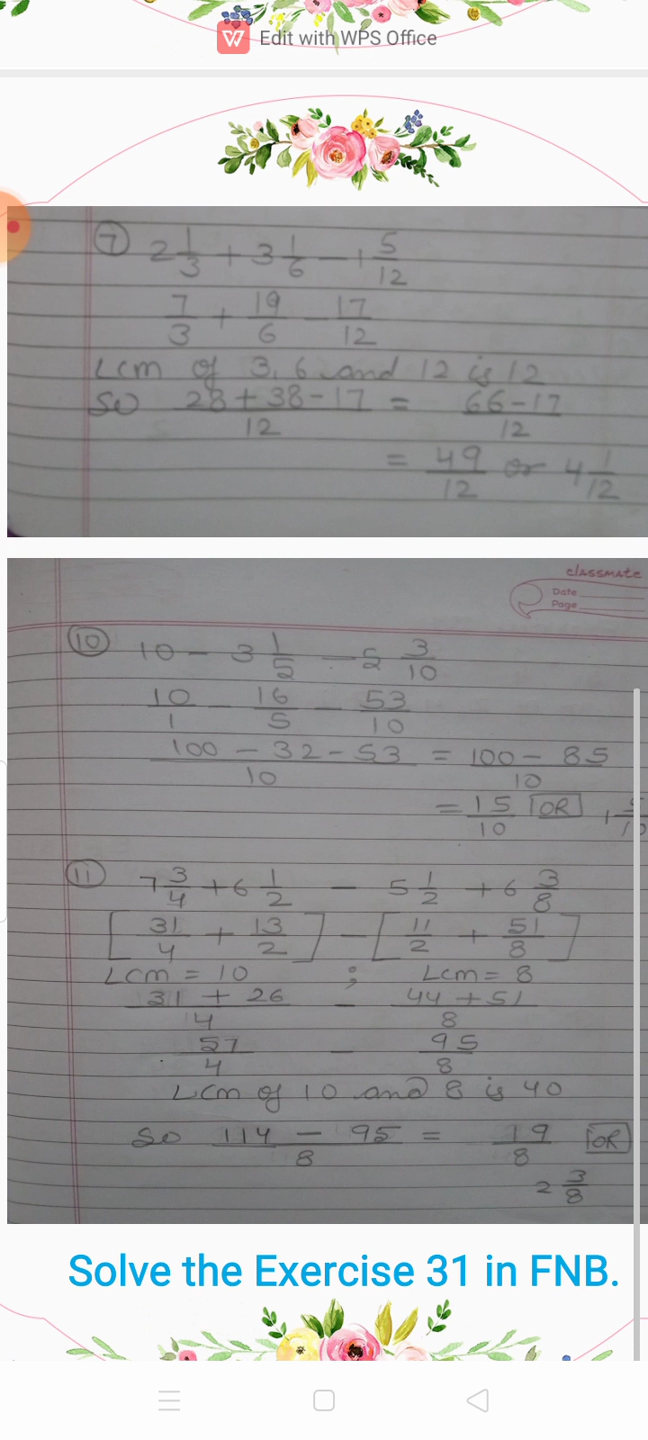 Edit with WPS Office
⑦ 2 1/3 + 3 1/6 - 1 5/12
7/3 + 19/6 - 17/12
Lcm of 3, 6 and 12 is 12
SO 28 + 38 - 17 / 12 = 66 - 17 / 12
= 49/12 or 4 1/12
classmate
Date
Page
⑩ 10 - 3 1/5 - 5 3/10
10/1 - 16/5 - 53/10
100 - 32 - 53 / 10 = 100 - 85 / 10
= 15/10 OR 1 5/10
⑪ 7 3/4 + 6 1/2 - 5 1/2 + 6 3/8
[31/4 + 13/2] - [11/2 + 51/8]
Lcm = 10 ; Lcm = 8
31 + 26 / 4 - 44 + 51 / 8
57/4 - 95/8
Lcm of 10 and 8 is 40
So 114 - 95 / 8 = 19/8 OR
2 3/8
Solve the Exercise 31 in FNB.